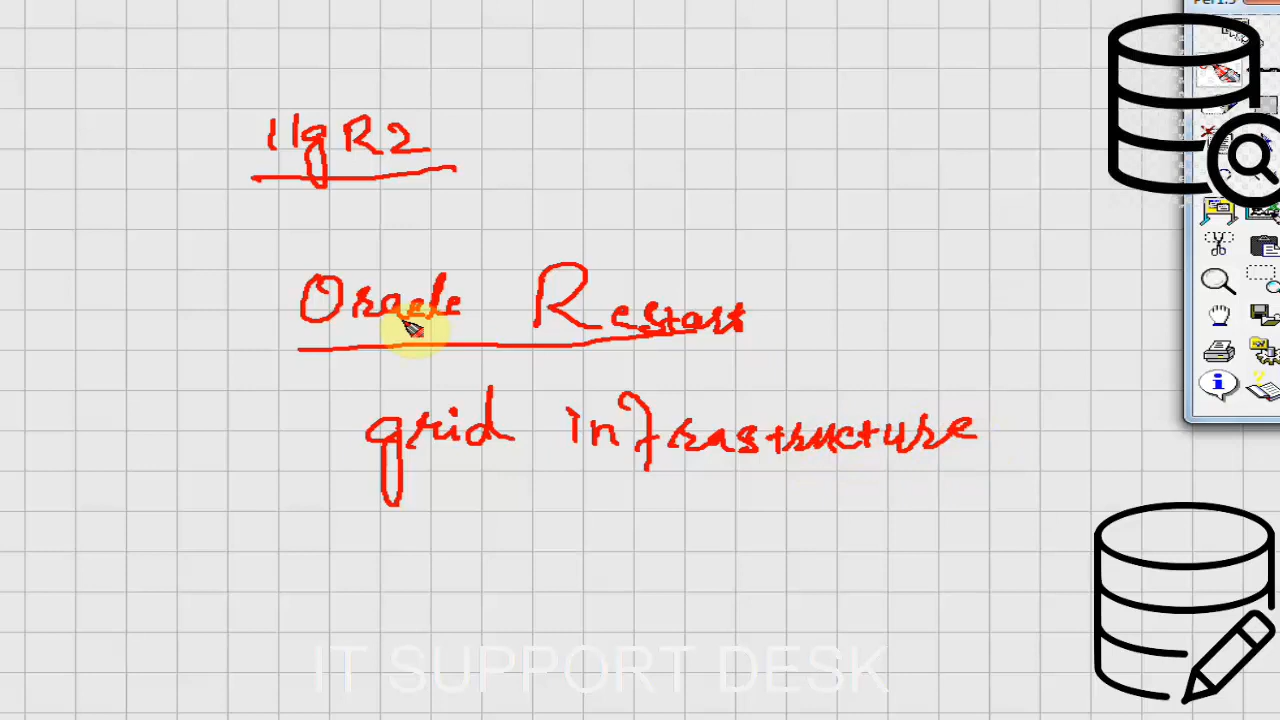 11gR2
Oracle Restart
grid infrastructure
IT SUPPORT DESK